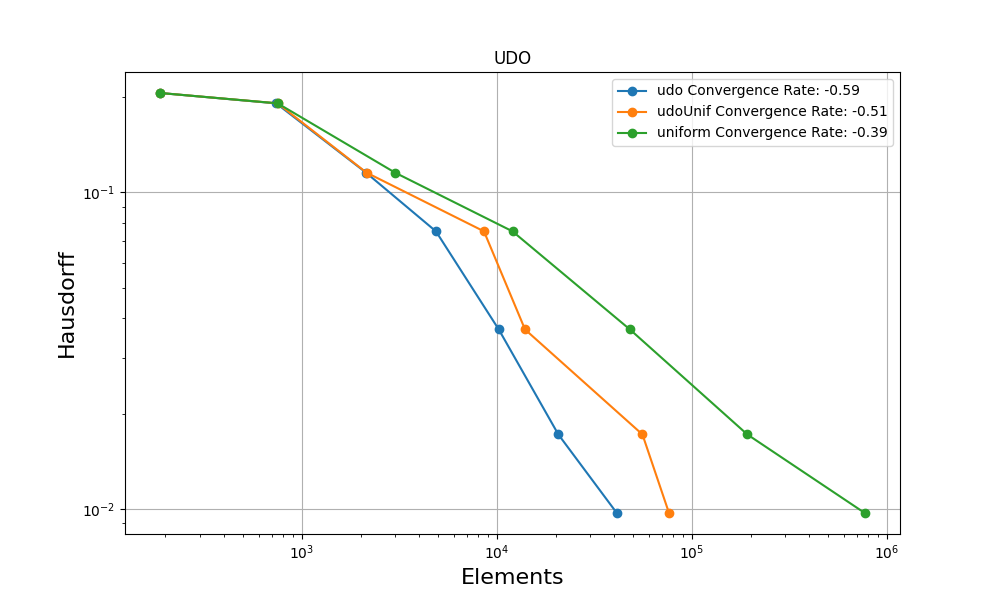 UDO
udo Convergence Rate: -0.59
udoUnif Convergence Rate: -0.51
uniform Convergence Rate: -0.39
10⁻¹
10⁻²
Hausdorff
10³ 10⁴ 10⁵ 10⁶
Elements